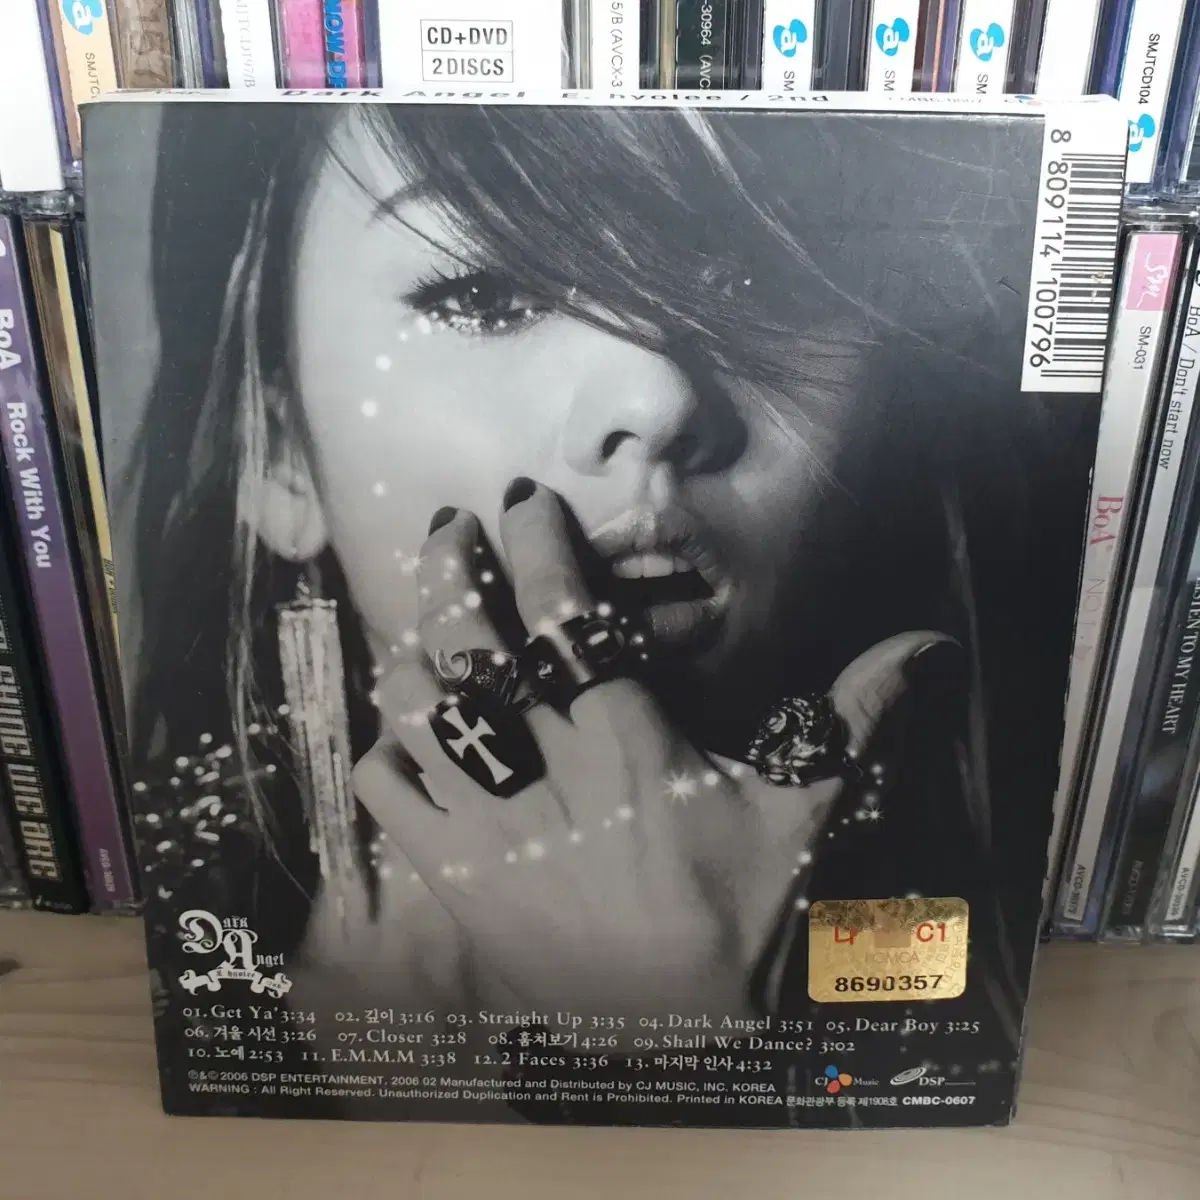 CD+DVD
2DISCS
SMJTCD104
Dark Angel E. hyolee / 2nd
8 809114 100796
BoA Rock With You
SM-031
BoA / Don't start now
BoA
LISTEN TO MY HEART
SHINE WE ARE
Dark
Angel
나 C1
KOMCA
8690357
01. Get Ya' 3:34 02. 깊이 3:16 03. Straight Up 3:35 04. Dark Angel 3:51 05. Dear Boy 3:25
06. 겨울 시선 3:26 07. Closer 3:28 08. 훔쳐보기 4:26 09. Shall We Dance? 3:02
10. 노예 2:53 11. E.M.M.M 3:38 12. 2 Faces 3:36 13. 마지막 인사 4:32
℗&© 2006 DSP ENTERTAINMENT, 2006 02 Manufactured and Distributed by CJ MUSIC, INC. KOREA
WARNING : All Right Reserved. Unauthorized Duplication and Rent is Prohibited. Printed in KOREA 문화관광부 등록 제1908호 CMBC-0607
CJ Music
DSP